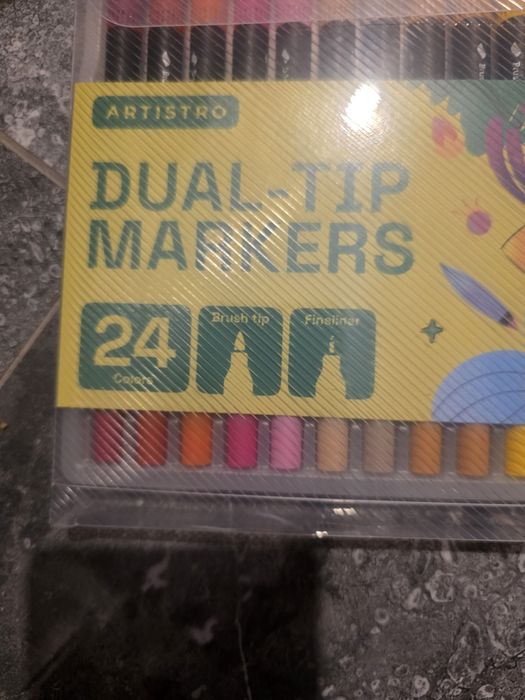 ARTISTRO
DUAL-TIP
MARKERS
24
Colors
Brush tip
Fineliner